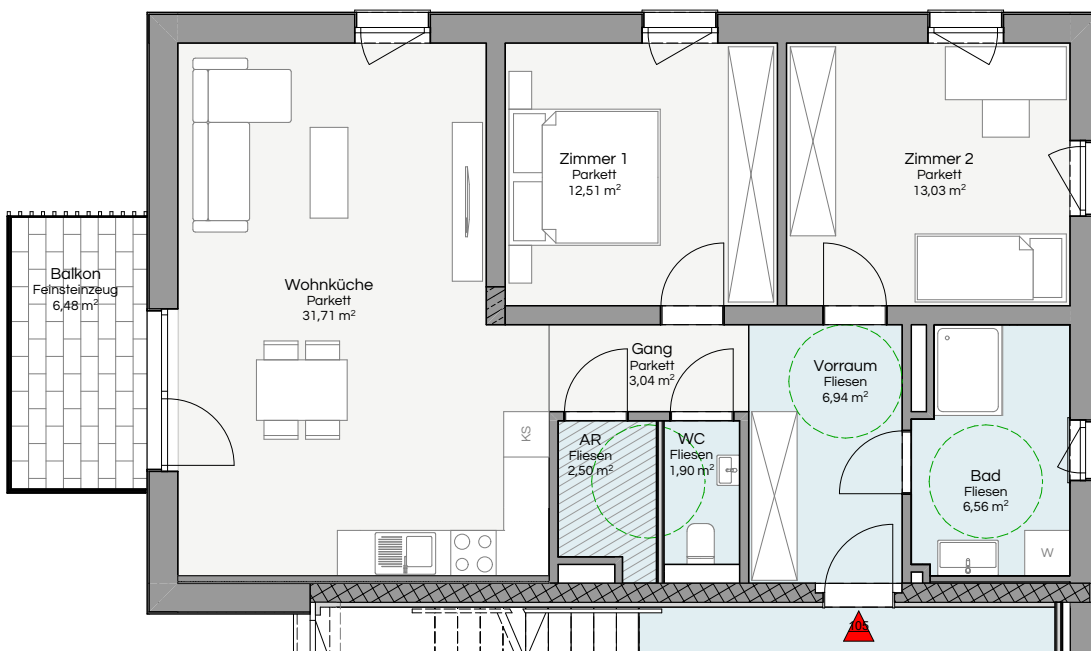 Zimmer 1
Parkett
12,51 m²
Zimmer 2
Parkett
13,03 m²
Balkon
Feinsteinzeug
6,48 m²
Wohnküche
Parkett
31,71 m²
Gang
Parkett
3,04 m²
Vorraum
Fliesen
6,94 m²
KS
AR
Fliesen
2,50 m²
WC
Fliesen
1,90 m²
Bad
Fliesen
6,56 m²
W
105